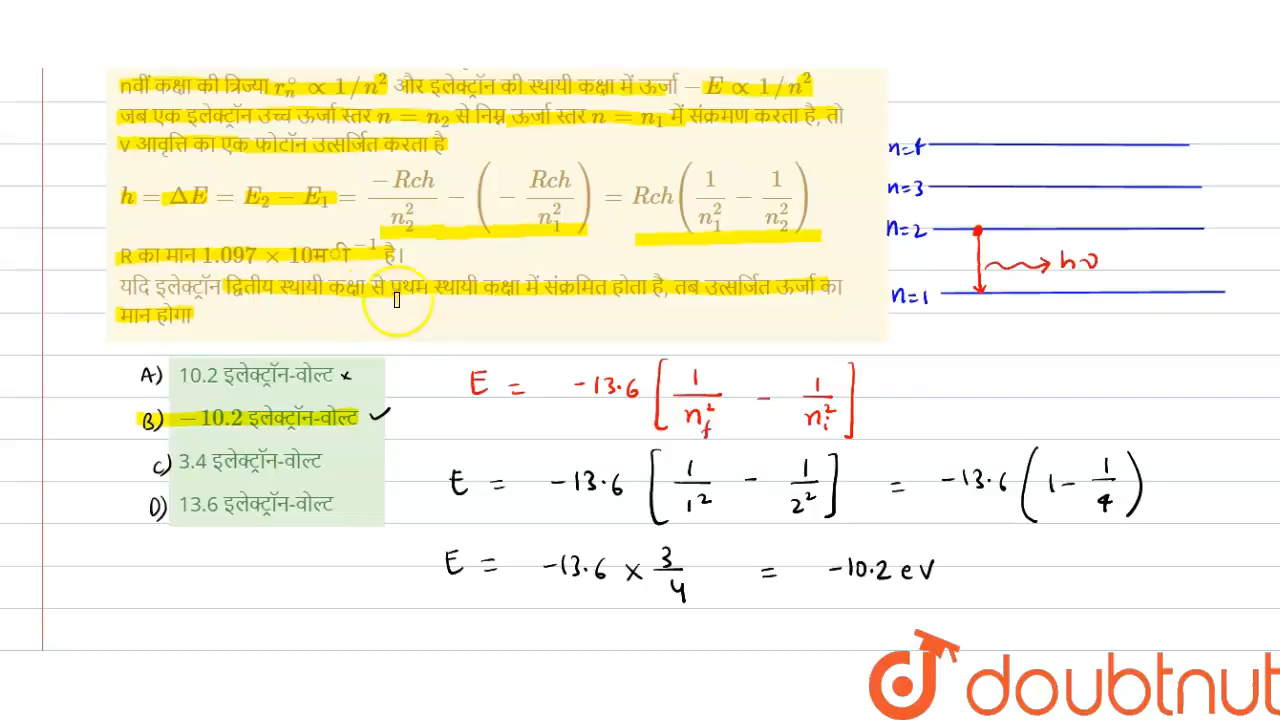 nवीं कक्षा की त्रिज्या r_n° ∝ 1/n² और इलेक्ट्रॉन की स्थायी कक्षा में ऊर्जा − E ∝ 1/n²
जब एक इलेक्ट्रॉन उच्च ऊर्जा स्तर n = n₂ से निम्न ऊर्जा स्तर n = n₁ में संक्रमण करता है, तो
v आवृत्ति का एक फोटॉन उत्सर्जित करता है
h = ΔE = E₂ − E₁ = −Rch/n₂² − (−Rch/n₁²) = Rch(1/n₁² − 1/n₂²)
R का मान 1.097 × 10मी⁻¹ है।
यदि इलेक्ट्रॉन द्वितीय स्थायी कक्षा से प्रथम स्थायी कक्षा में संक्रमित होता है, तब उत्सर्जित ऊर्जा का
मान होगा
n=4
n=3
n=2
hν
n=1
A) 10.2 इलेक्ट्रॉन-वोल्ट ×
B) −10.2 इलेक्ट्रॉन-वोल्ट ✓
C) 3.4 इलेक्ट्रॉन-वोल्ट
D) 13.6 इलेक्ट्रॉन-वोल्ट
E = -13.6 [1/n_f² - 1/n_i²]
E = -13.6 [1/1² - 1/2²] = -13.6 (1 - 1/4)
E = -13.6 × 3/4 = -10.2 eV
doubtnut